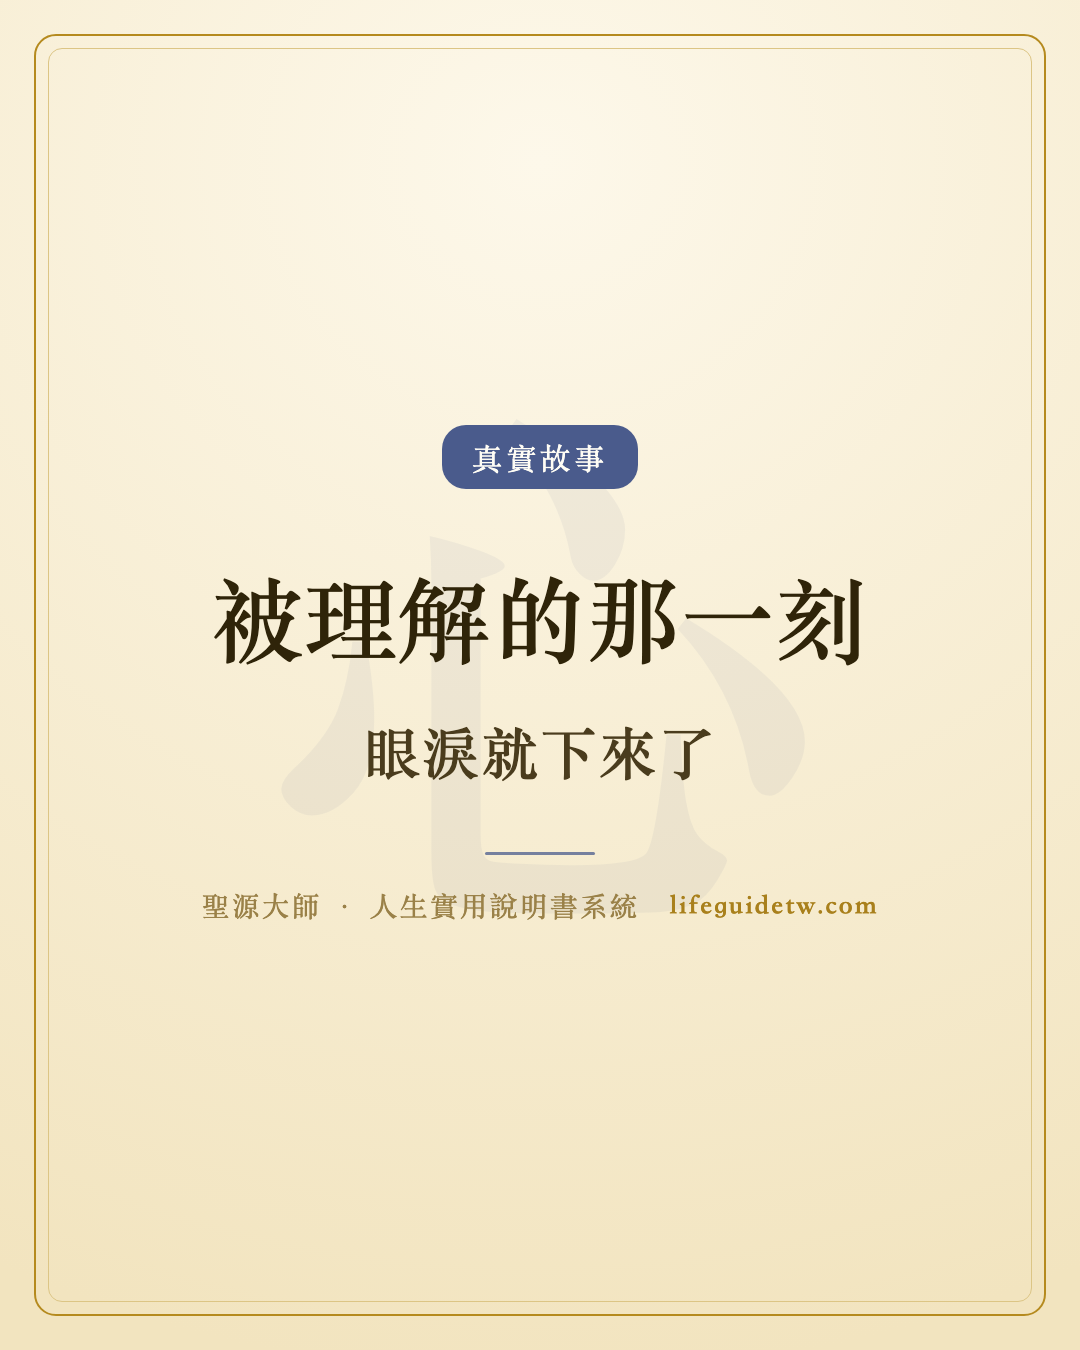 真實故事
心
被理解的那一刻
眼淚就下來了
聖源大師 · 人生實用說明書系統 lifeguidetw.com